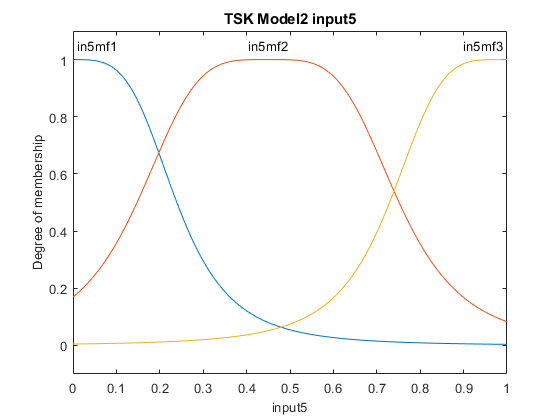 TSK Model2 input5
in5mf1 in5mf2 in5mf3
1
0.8
0.6
0.4
0.2
0
Degree of membership
0 0.1 0.2 0.3 0.4 0.5 0.6 0.7 0.8 0.9 1
input5